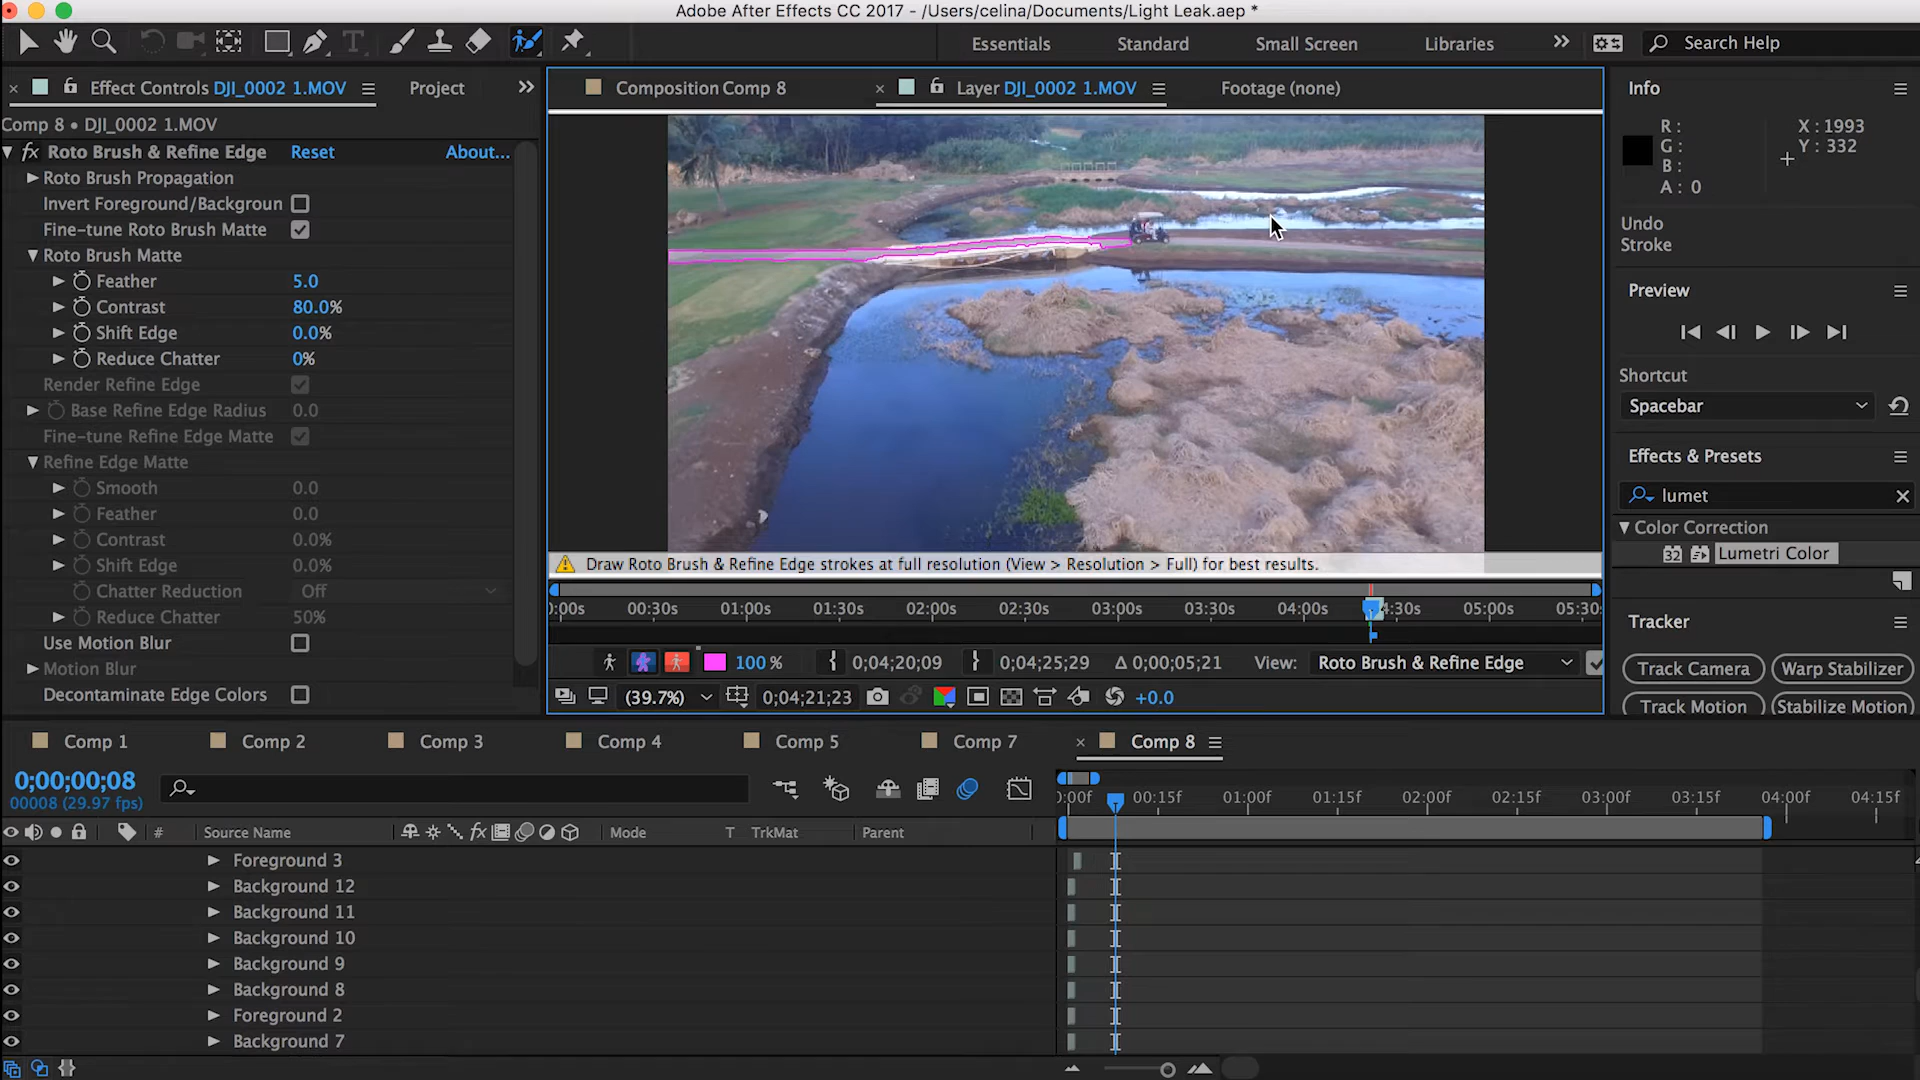 Adobe After Effects CC 2017 - /Users/celina/Documents/Light Leak.aep *
Essentials
Standard
Small Screen
Libraries
Search Help
Effect Controls DJI_0002 1.MOV
Project
Composition Comp 8
Layer DJI_0002 1.MOV
Footage (none)
Comp 8 • DJI_0002 1.MOV
fx Roto Brush & Refine Edge
Reset
About...
Roto Brush Propagation
Invert Foreground/Backgroun
Fine-tune Roto Brush Matte
Roto Brush Matte
Feather 5.0
Contrast 80.0%
Shift Edge 0.0%
Reduce Chatter 0%
Render Refine Edge
Base Refine Edge Radius 0.0
Fine-tune Refine Edge Matte
Refine Edge Matte
Smooth 0.0
Feather 0.0
Contrast 0.0%
Shift Edge 0.0%
Chatter Reduction Off
Reduce Chatter 50%
Use Motion Blur
Motion Blur
Decontaminate Edge Colors
Draw Roto Brush & Refine Edge strokes at full resolution (View > Resolution > Full) for best results.
0:00s 00:30s 01:00s 01:30s 02:00s 02:30s 03:00s 03:30s 04:00s 4:30s 05:00s 05:30s
100 % 0;04;20;09 0;04;25;29 Δ 0;00;05;21 View: Roto Brush & Refine Edge
(39.7%) 0;04;21;23 +0.0
Info
R :
G :
B :
A : 0
X : 1993
Y : 332
Undo
Stroke
Preview
Shortcut
Spacebar
Effects & Presets
lumet
Color Correction
32 Lumetri Color
Tracker
Track Camera
Warp Stabilizer
Track Motion
Stabilize Motion
Comp 1
Comp 2
Comp 3
Comp 4
Comp 5
Comp 7
Comp 8
0;00;00;08
00008 (29.97 fps)
0:00f 00:15f 01:00f 01:15f 02:00f 02:15f 03:00f 03:15f 04:00f 04:15f
# Source Name fx Mode T TrkMat Parent
Foreground 3
Background 12
Background 11
Background 10
Background 9
Background 8
Foreground 2
Background 7